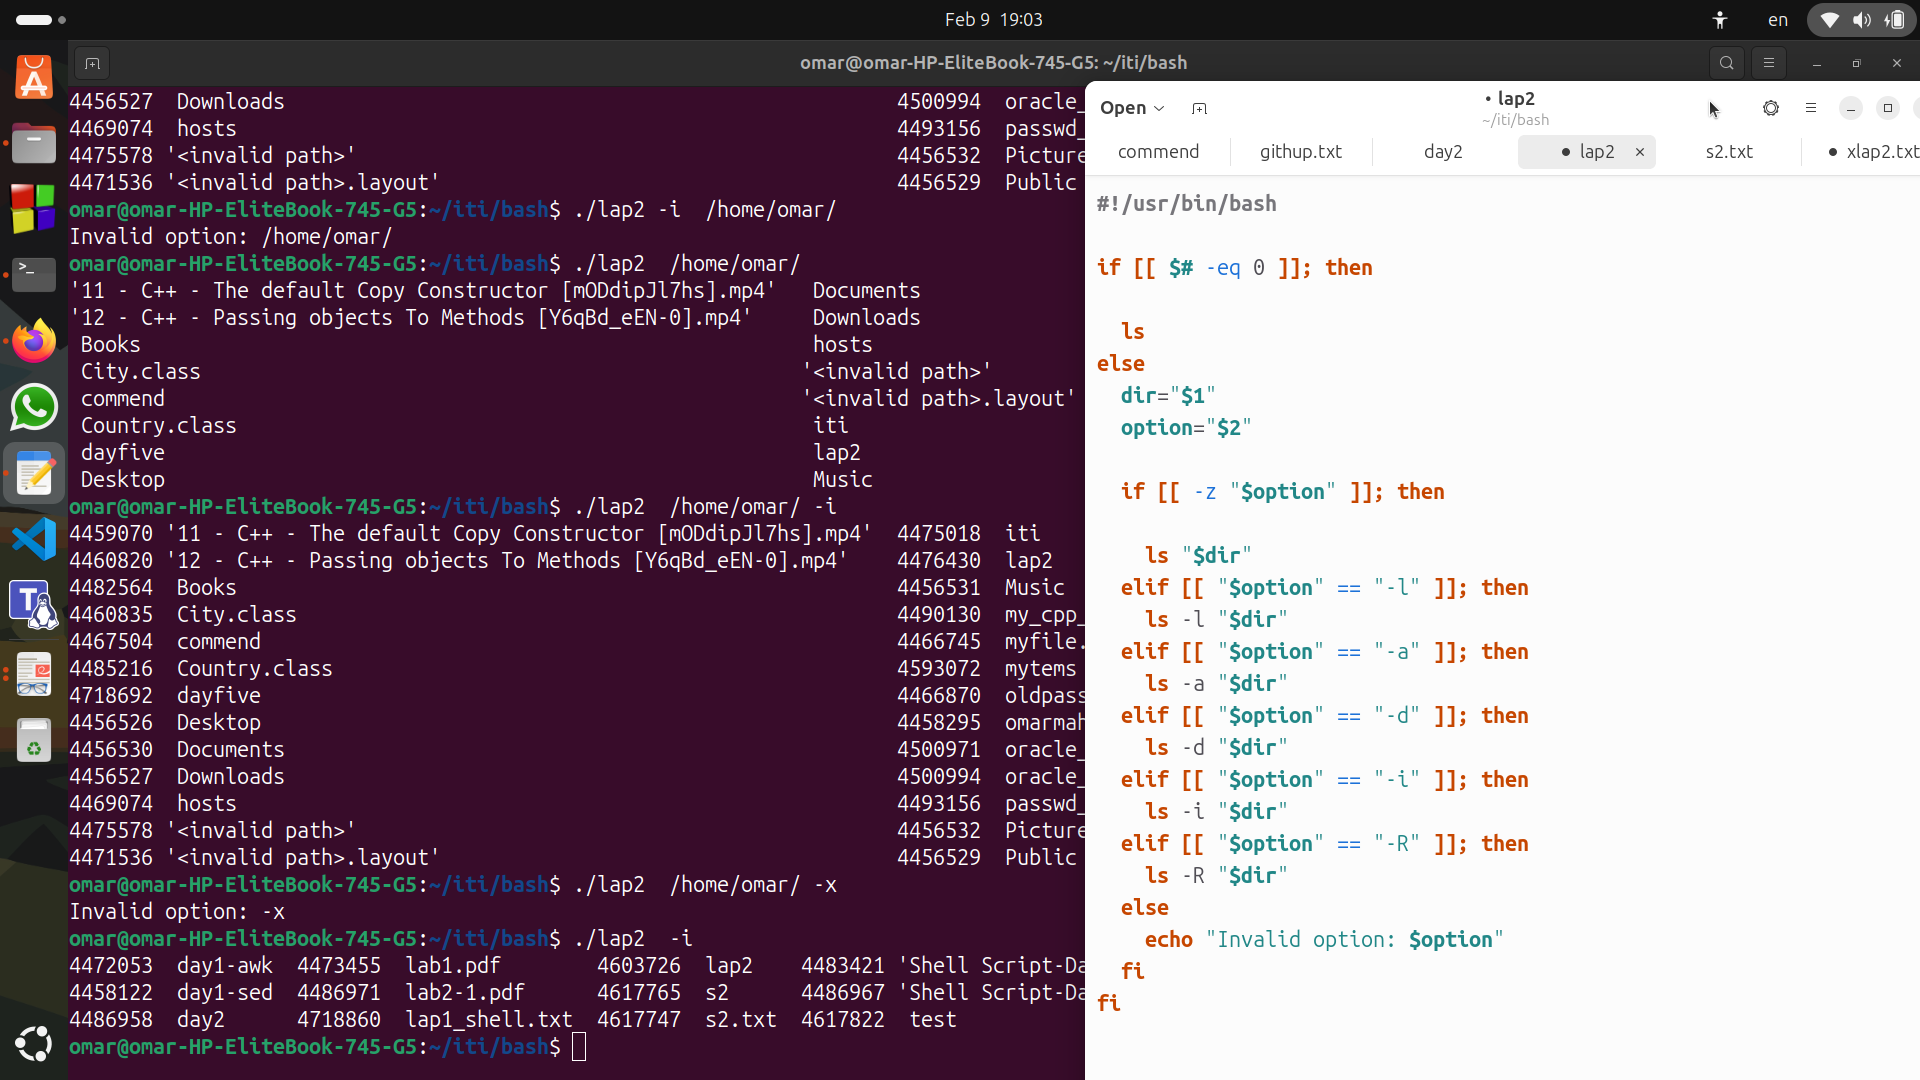 Feb 9 19:03
en
omar@omar-HP-EliteBook-745-G5: ~/iti/bash
4456527  Downloads                                                   4500994  oracle_
4469074  hosts                                                       4493156  passwd_
4475578 '<invalid path>'                                             4456532  Picture
4471536 '<invalid path>.layout'                                      4456529  Public
omar@omar-HP-EliteBook-745-G5:~/iti/bash$ ./lap2 -i  /home/omar/
Invalid option: /home/omar/
omar@omar-HP-EliteBook-745-G5:~/iti/bash$ ./lap2  /home/omar/
'11 - C++ - The default Copy Constructor [mODdipJl7hs].mp4'   Documents
'12 - C++ - Passing objects To Methods [Y6qBd_eEN-0].mp4'     Downloads
 Books                                                        hosts
 City.class                                                  '<invalid path>'
 commend                                                     '<invalid path>.layout'
 Country.class                                                iti
 dayfive                                                      lap2
 Desktop                                                      Music
omar@omar-HP-EliteBook-745-G5:~/iti/bash$ ./lap2  /home/omar/ -i
4459070 '11 - C++ - The default Copy Constructor [mODdipJl7hs].mp4'  4475018  iti
4460820 '12 - C++ - Passing objects To Methods [Y6qBd_eEN-0].mp4'    4476430  lap2
4482564  Books                                                       4456531  Music
4460835  City.class                                                  4490130  my_cpp_
4467504  commend                                                     4466745  myfile.
4485216  Country.class                                               4593072  mytems
4718692  dayfive                                                     4466870  oldpass
4456526  Desktop                                                     4458295  omarmah
4456530  Documents                                                   4500971  oracle_
4456527  Downloads                                                   4500994  oracle_
4469074  hosts                                                       4493156  passwd_
4475578 '<invalid path>'                                             4456532  Picture
4471536 '<invalid path>.layout'                                      4456529  Public
omar@omar-HP-EliteBook-745-G5:~/iti/bash$ ./lap2  /home/omar/ -x
Invalid option: -x
omar@omar-HP-EliteBook-745-G5:~/iti/bash$ ./lap2  -i
4472053  day1-awk  4473455  lab1.pdf        4603726  lap2    4483421 'Shell Script-Da
4458122  day1-sed  4486971  lab2-1.pdf      4617765  s2      4486967 'Shell Script-Da
4486958  day2      4718860  lap1_shell.txt  4617747  s2.txt  4617822  test
omar@omar-HP-EliteBook-745-G5:~/iti/bash$
Open
• lap2
~/iti/bash
commend  githup.txt  day2  • lap2 ×  s2.txt  • xlap2.txt
#!/usr/bin/bash
if [[ $# -eq 0 ]]; then
  ls
else
  dir="$1"
  option="$2"
  if [[ -z "$option" ]]; then
    ls "$dir"
  elif [[ "$option" == "-l" ]]; then
    ls -l "$dir"
  elif [[ "$option" == "-a" ]]; then
    ls -a "$dir"
  elif [[ "$option" == "-d" ]]; then
    ls -d "$dir"
  elif [[ "$option" == "-i" ]]; then
    ls -i "$dir"
  elif [[ "$option" == "-R" ]]; then
    ls -R "$dir"
  else
    echo "Invalid option: $option"
  fi
fi